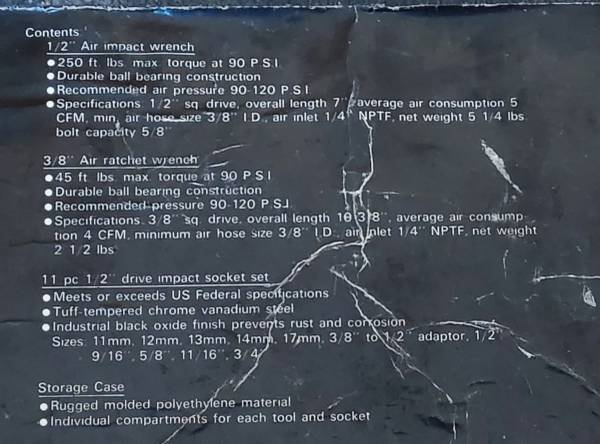 Contents
1/2" Air impact wrench
● 250 ft. lbs. max. torque at 90 P.S.I.
● Durable ball bearing construction
● Recommended air pressure 90-120 P.S.I.
● Specifications. 1/2" sq. drive, overall length 7", average air consumption 5
CFM, min, air hose size 3/8" I.D., air inlet 1/4" NPTF, net weight 5 1/4 lbs.
bolt capacity 5/8"
3/8" Air ratchet wrench
● 45 ft. lbs. max. torque at 90 P.S.I.
● Durable ball bearing construction
● Recommended pressure 90-120 P.S.I.
● Specifications. 3/8" sq. drive, overall length 10 3/8", average air consump-
tion 4 CFM, minimum air hose size 3/8" I.D., air inlet 1/4" NPTF, net weight
2 1/2 lbs.
11 pc 1/2" drive impact socket set
● Meets or exceeds US Federal specifications
● Tuff-tempered chrome vanadium steel
● Industrial black oxide finish prevents rust and corrosion
Sizes: 11mm, 12mm, 13mm, 14mm, 17mm, 3/8" to 1/2" adaptor, 1/2"
9/16", 5/8", 11/16", 3/4"
Storage Case
● Rugged molded polyethylene material
● Individual compartments for each tool and socket